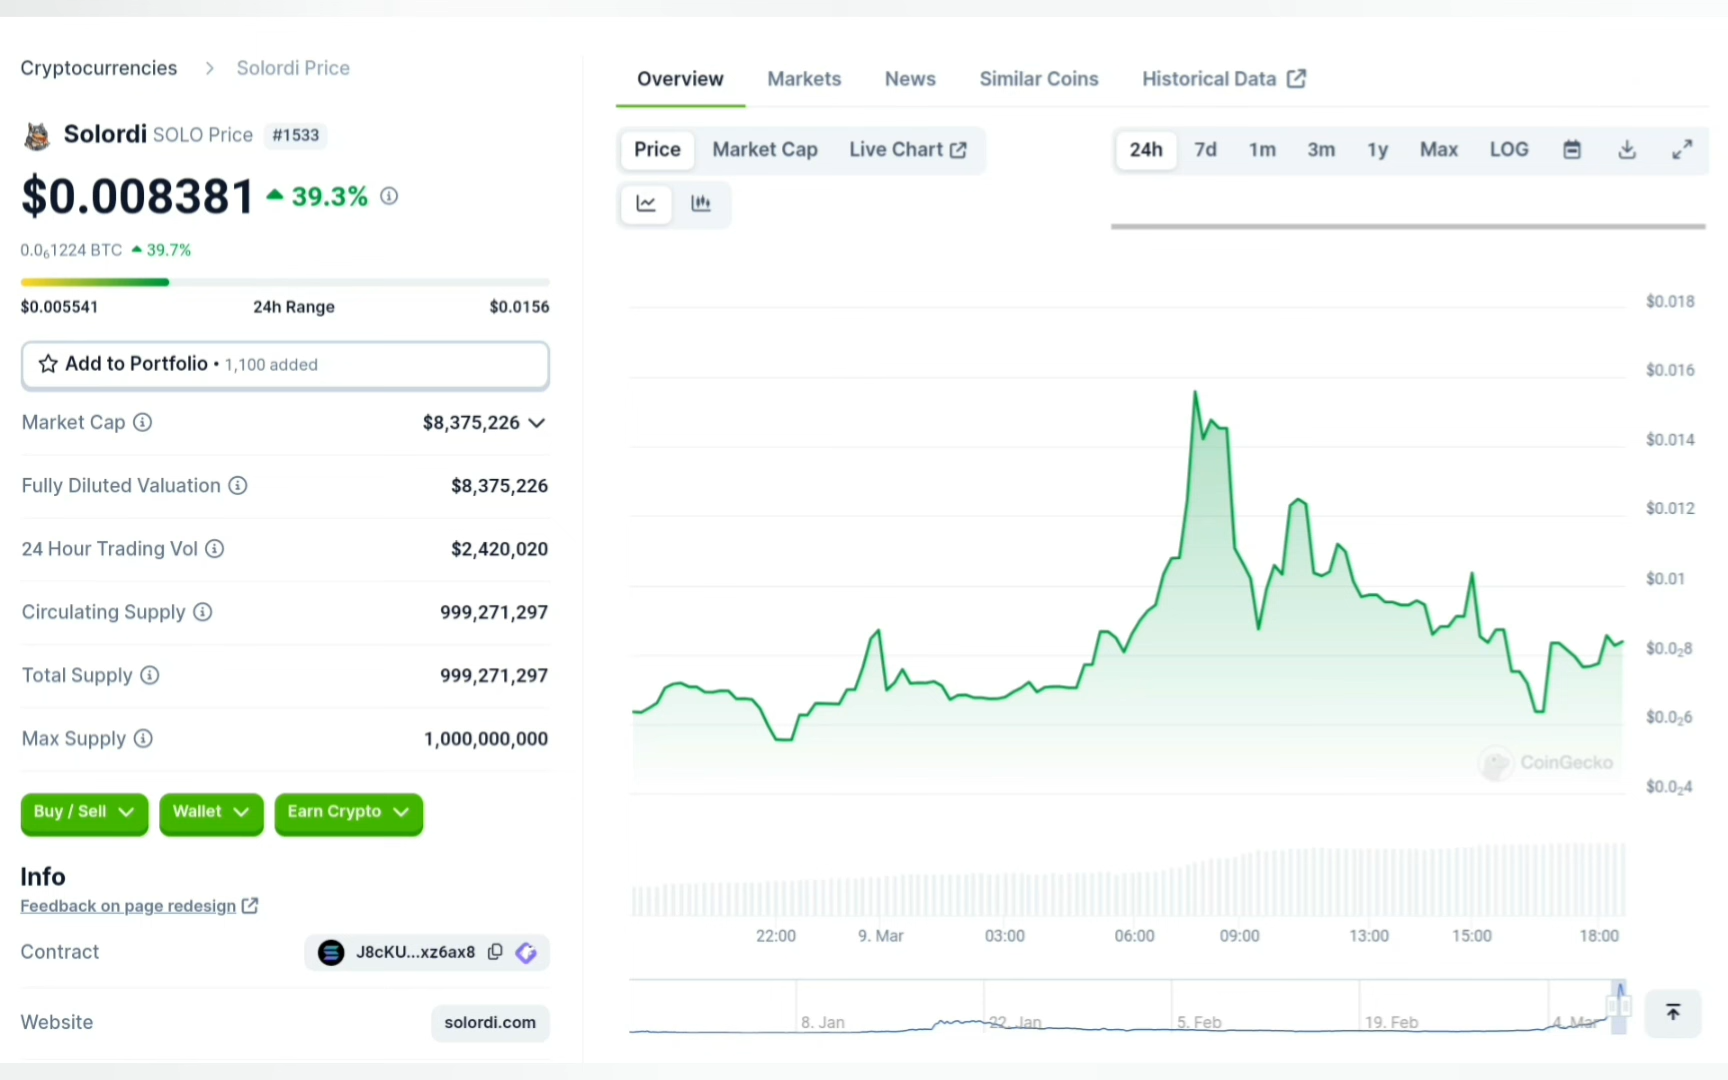 Cryptocurrencies > Solordi Price
Solordi SOLO Price #1533
$0.008381 39.3%
0.0₆1224 BTC 39.7%
$0.005541 24h Range $0.0156
Add to Portfolio • 1,100 added
Market Cap $8,375,226
Fully Diluted Valuation $8,375,226
24 Hour Trading Vol $2,420,020
Circulating Supply 999,271,297
Total Supply 999,271,297
Max Supply 1,000,000,000
Buy / Sell Wallet Earn Crypto
Info
Feedback on page redesign
Contract J8cKU...xz6ax8
Website solordi.com
Overview Markets News Similar Coins Historical Data
Price Market Cap Live Chart 24h 7d 1m 3m 1y Max LOG
$0.018
$0.016
$0.014
$0.012
$0.01
$0.0₂8
$0.0₂6
CoinGecko
$0.0₂4
22:00 9. Mar 03:00 06:00 09:00 13:00 15:00 18:00
8. Jan 22. Jan 5. Feb 19. Feb 4. Mar